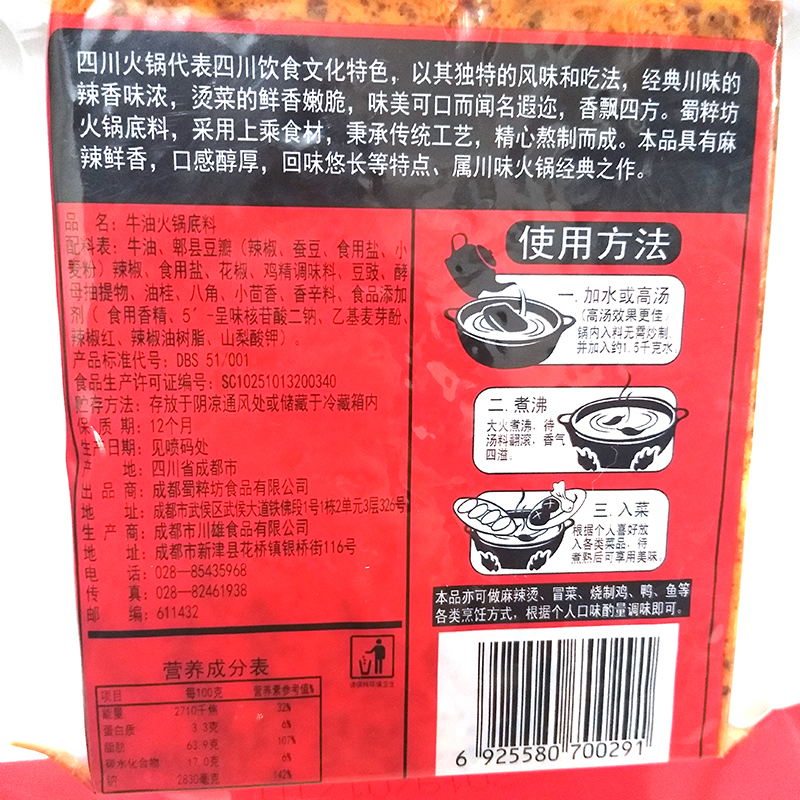 四川火锅代表四川饮食文化特色，以其独特的风味和吃法，经典川味的
辣香味浓，烫菜的鲜香嫩脆，味美可口而闻名遐迩，香飘四方。蜀粹坊
火锅底料，采用上乘食材，秉承传统工艺，精心熬制而成。本品具有麻
辣鲜香，口感醇厚，回味悠长等特点、属川味火锅经典之作。
品 名：牛油火锅底料
配料表：牛油、郫县豆瓣（辣椒、蚕豆、食用盐、小
麦粉）辣椒、食用盐、花椒、鸡精调味料、豆豉、酵
母抽提物、油桂、八角、小茴香、香辛料、食品添加
剂（食用香精、5′-呈味核苷酸二钠、乙基麦芽酚、
辣椒红、辣椒油树脂、山梨酸钾）。
产品标准代号：DBS 51/001
食品生产许可证编号：SC10251013200340
贮存方法：存放于阴凉通风处或储藏于冷藏箱内
保 质 期：12个月
生产日期：见喷码处
产 地：四川省成都市
出 品 商：成都蜀粹坊食品有限公司
地 址：成都市武侯区武侯大道铁佛段1号1栋2单元3层326号
生 产 商：成都市川雄食品有限公司
地 址：成都市新津县花桥镇银桥街116号
电 话：028—85435968
传 真：028—82461938
邮 编：611432
营养成分表
项目 每100克 营养素参考值%
能量 2710千焦 32%
蛋白质 3.3克 6%
脂肪 63.9克 107%
碳水化合物 17.0克 6%
钠 2830毫克 142%
使用方法
一.加水或高汤
（高汤效果更佳）
锅内入料无需炒制
并加入约1.5千克水
二.煮沸
大火煮沸，待
汤料翻滚，香气
四溢。
三.入菜
根据个人喜好放
入各类菜品，待
煮熟后可享用美味。
本品亦可做麻辣烫、冒菜、烧制鸡、鸭、鱼等
各类烹饪方式，根据个人口味酌量调味即可。
6 925580 700291